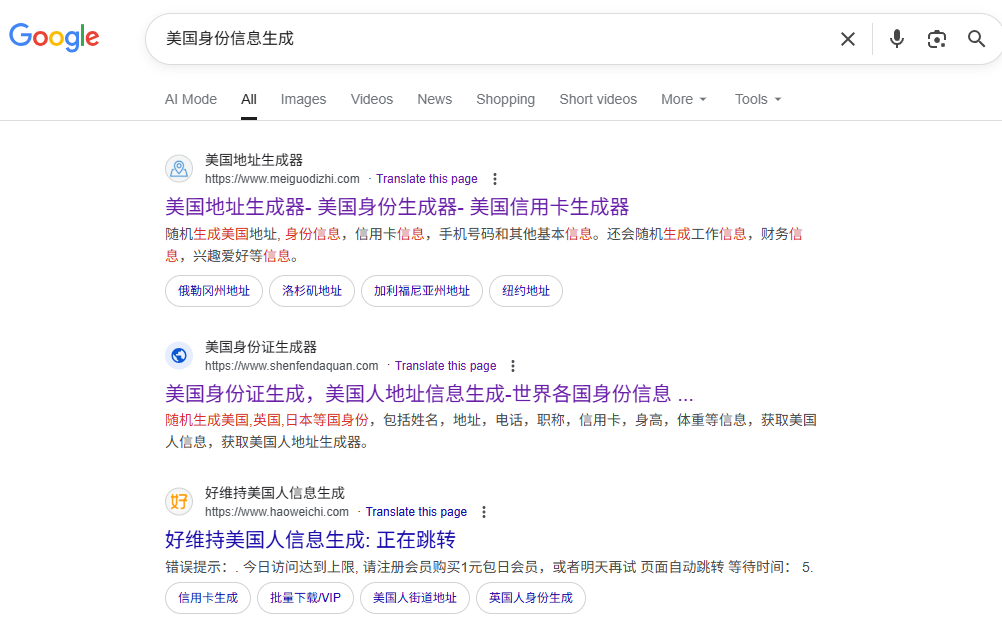 Google
美国身份信息生成
AI Mode All Images Videos News Shopping Short videos More Tools
美国地址生成器
https://www.meiguodizhi.com · Translate this page
美国地址生成器- 美国身份生成器- 美国信用卡生成器
随机生成美国地址, 身份信息，信用卡信息，手机号码和其他基本信息。还会随机生成工作信息，财务信
息，兴趣爱好等信息。
俄勒冈州地址 洛杉矶地址 加利福尼亚州地址 纽约地址
美国身份证生成器
https://www.shenfendaquan.com · Translate this page
美国身份证生成，美国人地址信息生成-世界各国身份信息 ...
随机生成美国,英国,日本等国身份，包括姓名，地址，电话，职称，信用卡，身高，体重等信息，获取美国
人信息，获取美国人地址生成器。
好
好维持美国人信息生成
https://www.haoweichi.com · Translate this page
好维持美国人信息生成: 正在跳转
错误提示：. 今日访问达到上限, 请注册会员购买1元包日会员，或者明天再试 页面自动跳转 等待时间： 5.
信用卡生成 批量下载/VIP 美国人街道地址 英国人身份生成